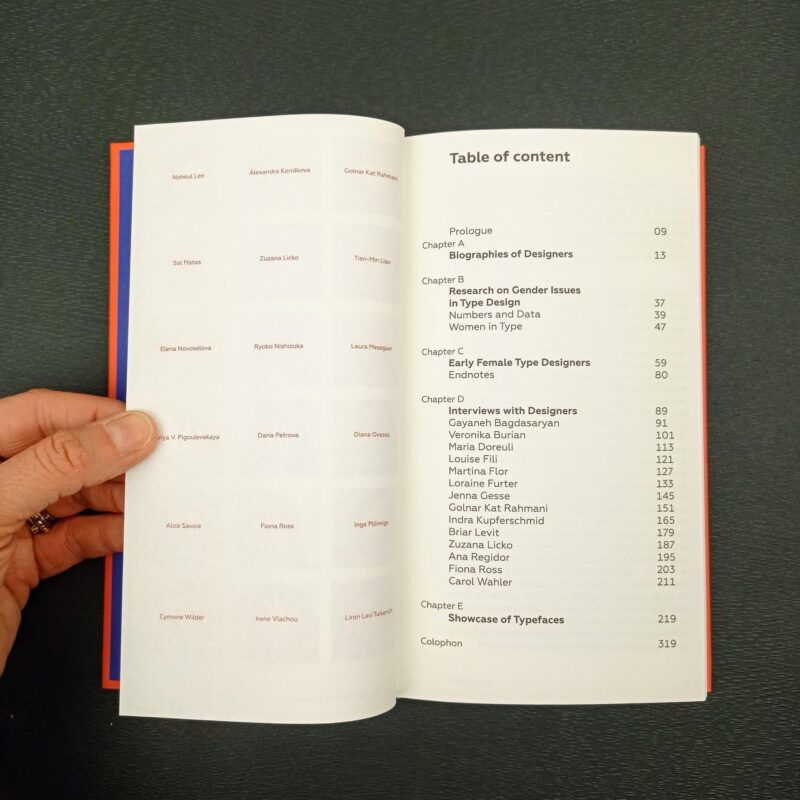 Noheul Lee
Alexandra Korolkova
Golnar Kat Rahmani
Sol Matas
Zuzana Licko
Tien-Min Liao
Elena Novoselova
Ryoko Nishizuka
Laura Meseguer
V. Pigoulevskaya
Daria Petrova
Diana Ovezea
Alice Savoie
Fiona Ross
Inga Plönnigs
Cymone Wilder
Irene Vlachou
Liron Lavi Turkenich
Table of content
Prologue 09
Chapter A
Biographies of Designers 13
Chapter B
Research on Gender Issues
in Type Design 37
Numbers and Data 39
Women in Type 47
Chapter C
Early Female Type Designers 59
Endnotes 80
Chapter D
Interviews with Designers 89
Gayaneh Bagdasaryan 91
Veronika Burian 101
Maria Doreuli 113
Louise Fili 121
Martina Flor 127
Loraine Furter 133
Jenna Gesse 145
Golnar Kat Rahmani 151
Indra Kupferschmid 165
Briar Levit 179
Zuzana Licko 187
Ana Regidor 195
Fiona Ross 203
Carol Wahler 211
Chapter E
Showcase of Typefaces 219
Colophon 319